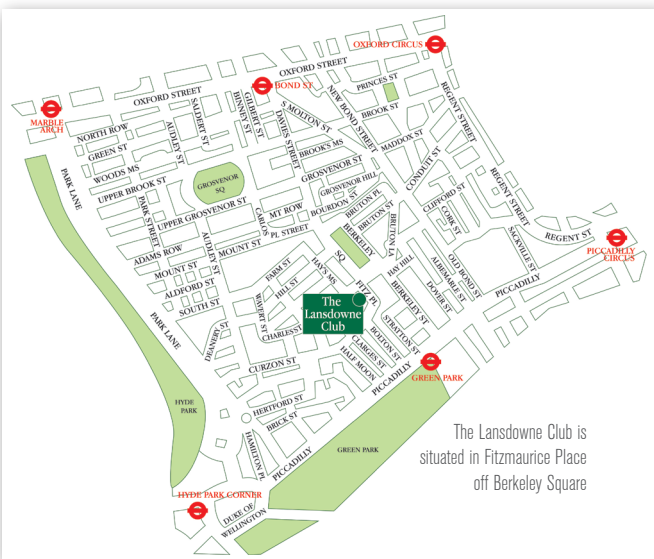 OXFORD CIRCUS
OXFORD STREET
BOND ST
PRINCES ST
OXFORD STREET
MARBLE
ARCH
NORTH ROW
GREEN ST
WOODS MS
UPPER BROOK ST
AUDLEY ST
SALDERT ST
BINNEY ST
GILBERT ST
DAVIES STREET
S MOLTON ST
NEW BOND STREET
BROOK ST
MADDOX ST
REGENT STREET
BROOK'S MS
GROSVENOR ST
GROSVENOR HILL
CONDUIT ST
GROSVENOR
SQ
PARK LANE
PARK STREET
UPPER GROSVENOR ST
CARLOS
PL
MT ROW
STREET
BOURDON ST
BRUTON PL
BRUTON ST
BRUTON LA
CLIFFORD ST
CORK ST
REGENT STREET
SACKVILLE ST
REGENT ST
PICCADILLY
CIRCUS
ADAMS ROW
AUDLEY ST
MOUNT ST
MOUNT ST
BERKELEY
SQ
HAY HILL
OLD BOND ST
ALBEMARLE ST
DOVER ST
PICCADILLY
ALDFORD ST
SOUTH ST
FARM ST
HAY'S MS
HILL ST
FITZ PL
BERKELEY ST
PARK LANE
DEANERY ST
WAVERT ST
CHARLES ST
The
Lansdowne
Club
STRATTON ST
BOLTON ST
CLARGES ST
HALF MOON
CURZON ST
PICCADILLY
GREEN PARK
HYDE
PARK
HERTFORD ST
BRICK ST
HAMILTON PL
PICCADILLY
GREEN PARK
HYDE PARK CORNER
DUKE OF
WELLINGTON
The Lansdowne Club is
situated in Fitzmaurice Place
off Berkeley Square